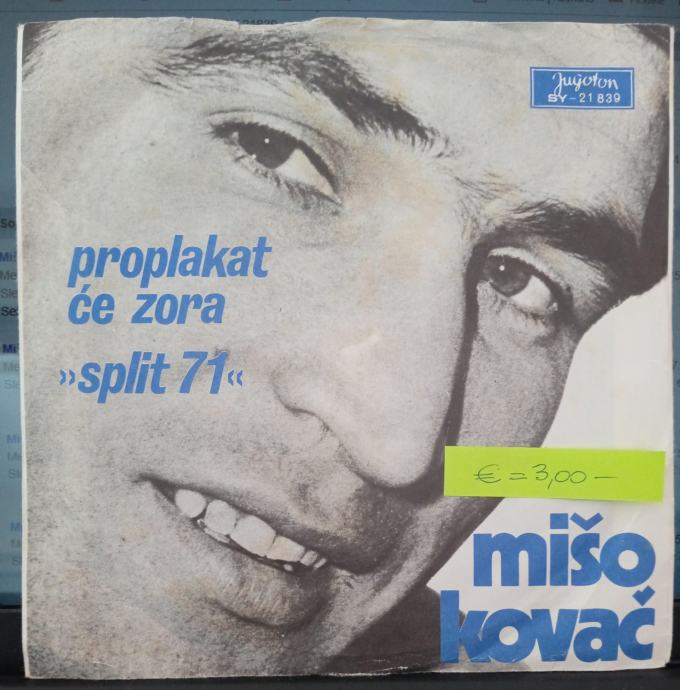 Jugoton
SY-21839
proplakat
će zora
»split 71«
€ = 3,00 –
mišo
kovač